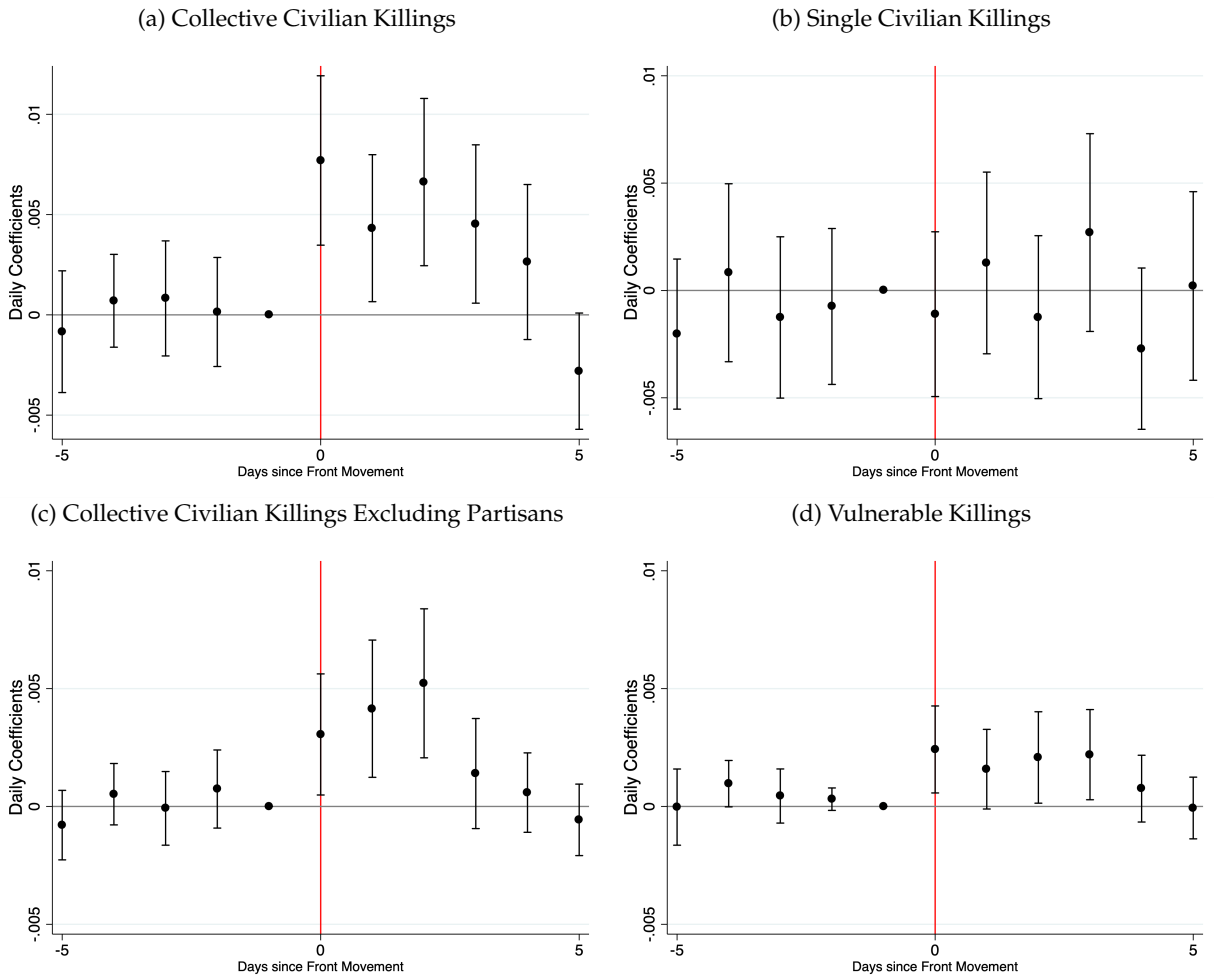 (a) Collective Civilian Killings
.01
.005
0
-.005
Daily Coefficients
-5
0
5
Days since Front Movement
(b) Single Civilian Killings
.01
.005
0
-.005
Daily Coefficients
-5
0
5
Days since Front Movement
(c) Collective Civilian Killings Excluding Partisans
.01
.005
0
-.005
Daily Coefficients
-5
0
5
Days since Front Movement
(d) Vulnerable Killings
.01
.005
0
-.005
Daily Coefficients
-5
0
5
Days since Front Movement